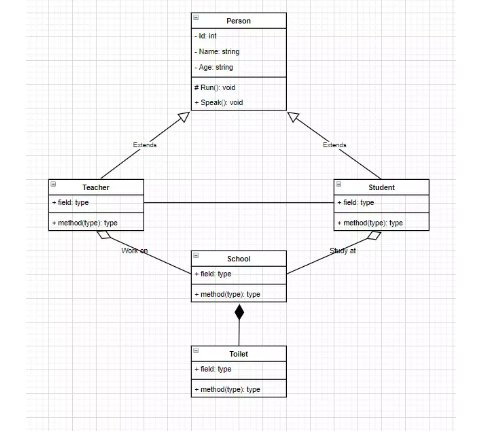 Person
- Id: int
- Name: string
- Age: string
# Run(): void
+ Speak(): void
Extends
Extends
Teacher
+ field: type
+ method(type): type
Student
+ field: type
+ method(type): type
Work on
Study at
School
+ field: type
+ method(type): type
Toilet
+ field: type
+ method(type): type